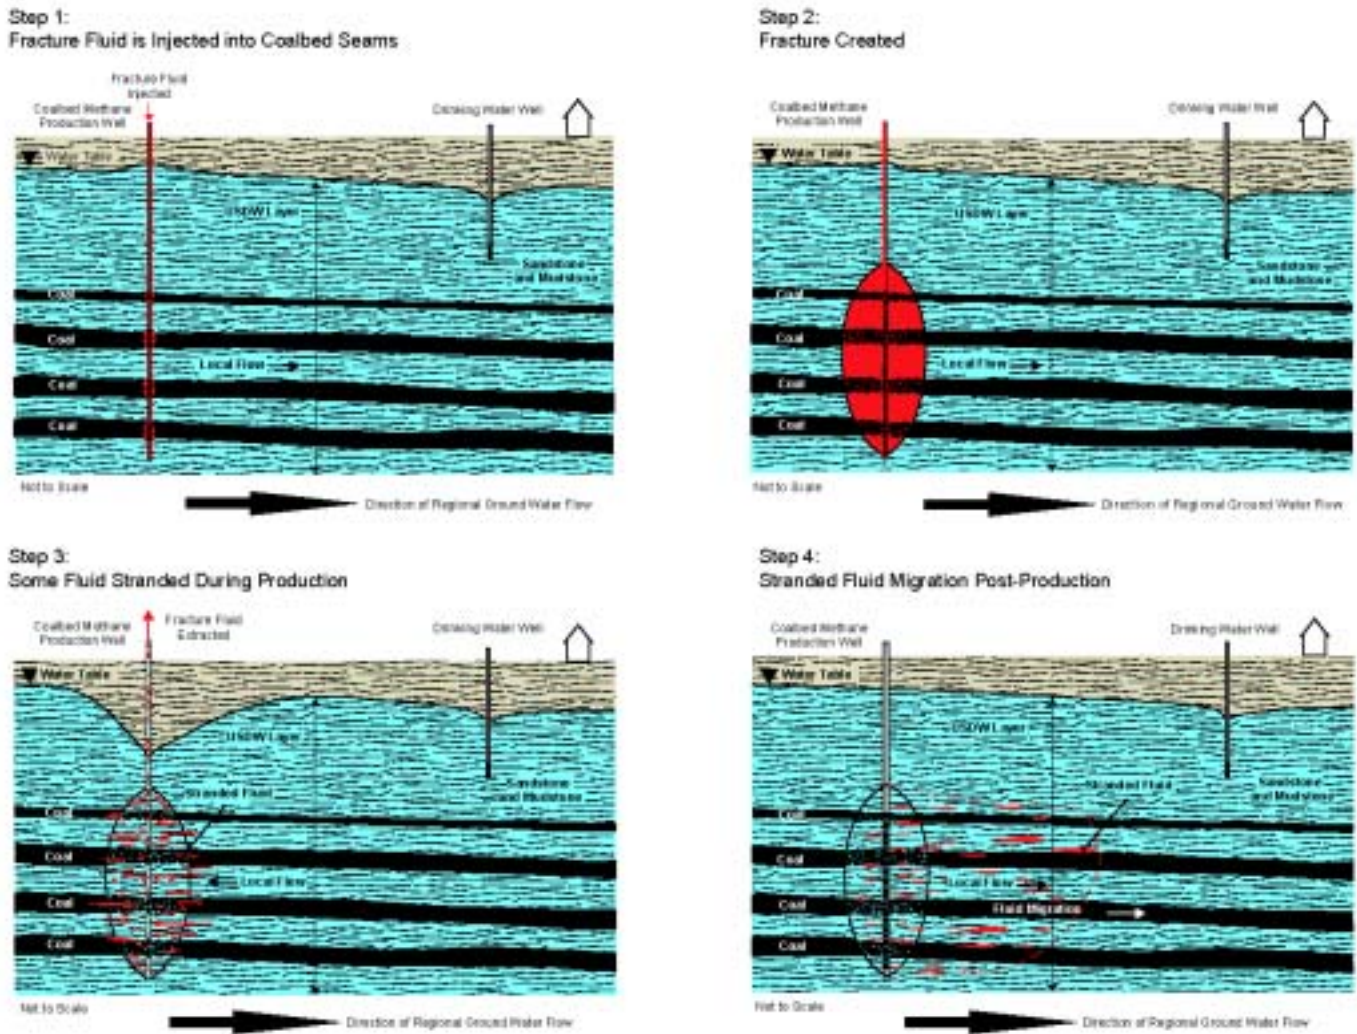 Step 1:
Fracture Fluid is Injected into Coalbed Seams
Fracture Fluid
Injected
Coalbed Methane
Production Well
Drinking Water Well
Water Table
USDW Layer
Sandstone
and Mudstone
Coal
Coal
Local Flow
Coal
Coal
Not to Scale
Direction of Regional Ground Water Flow
Step 2:
Fracture Created
Coalbed Methane
Production Well
Drinking Water Well
Water Table
USDW Layer
Sandstone
and Mudstone
Coal
Coal
Local Flow
Coal
Coal
Not to Scale
Direction of Regional Ground Water Flow
Step 3:
Some Fluid Stranded During Production
Coalbed Methane
Production Well
Fracture Fluid
Extracted
Drinking Water Well
Water Table
USDW Layer
Stranded Fluid
Sandstone
and Mudstone
Coal
Coal
Local Flow
Coal
Coal
Not to Scale
Direction of Regional Ground Water Flow
Step 4:
Stranded Fluid Migration Post-Production
Coalbed Methane
Production Well
Drinking Water Well
Water Table
USDW Layer
Stranded Fluid
Sandstone
and Mudstone
Coal
Coal
Local Flow
Coal
Fluid Migration
Coal
Not to Scale
Direction of Regional Ground Water Flow